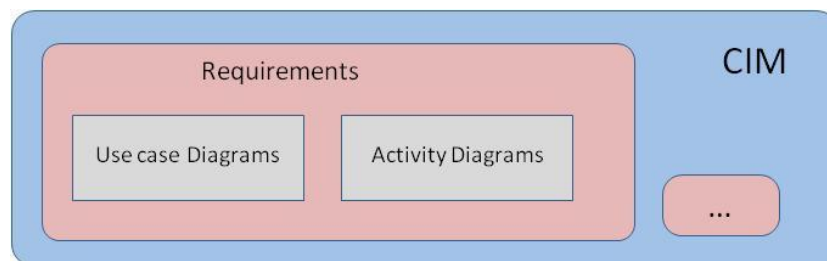 CIM
Requirements
Use case Diagrams
Activity Diagrams
...